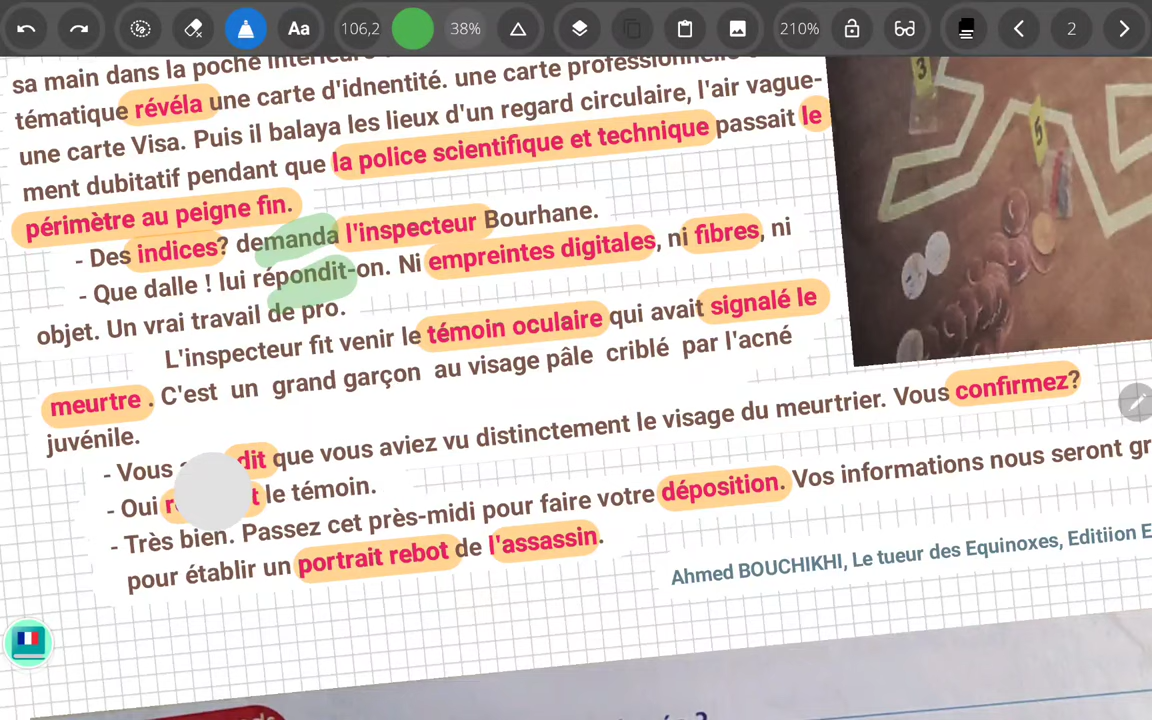 Aa 106,2 38% 210% 2
sa main dans la poche
tématique révéla une carte d'idnentité. une carte professionnelle
une carte Visa. Puis il balaya les lieux d'un regard circulaire, l'air vague-
ment dubitatif pendant que la police scientifique et technique passait le
périmètre au peigne fin.
- Des indices? demanda l'inspecteur Bourhane.
- Que dalle ! lui répondit-on. Ni empreintes digitales, ni fibres, ni
objet. Un vrai travail de pro.
L'inspecteur fit venir le témoin oculaire qui avait signalé le
meurtre . C'est un grand garçon au visage pâle criblé par l'acné
juvénile.
- Vous dit que vous aviez vu distinctement le visage du meurtrier. Vous confirmez?
- Oui le témoin.
- Très bien. Passez cet près-midi pour faire votre déposition. Vos informations nous seront
pour établir un portrait rebot de l'assassin.
Ahmed BOUCHIKHI, Le tueur des Equinoxes, Editiion
3
5